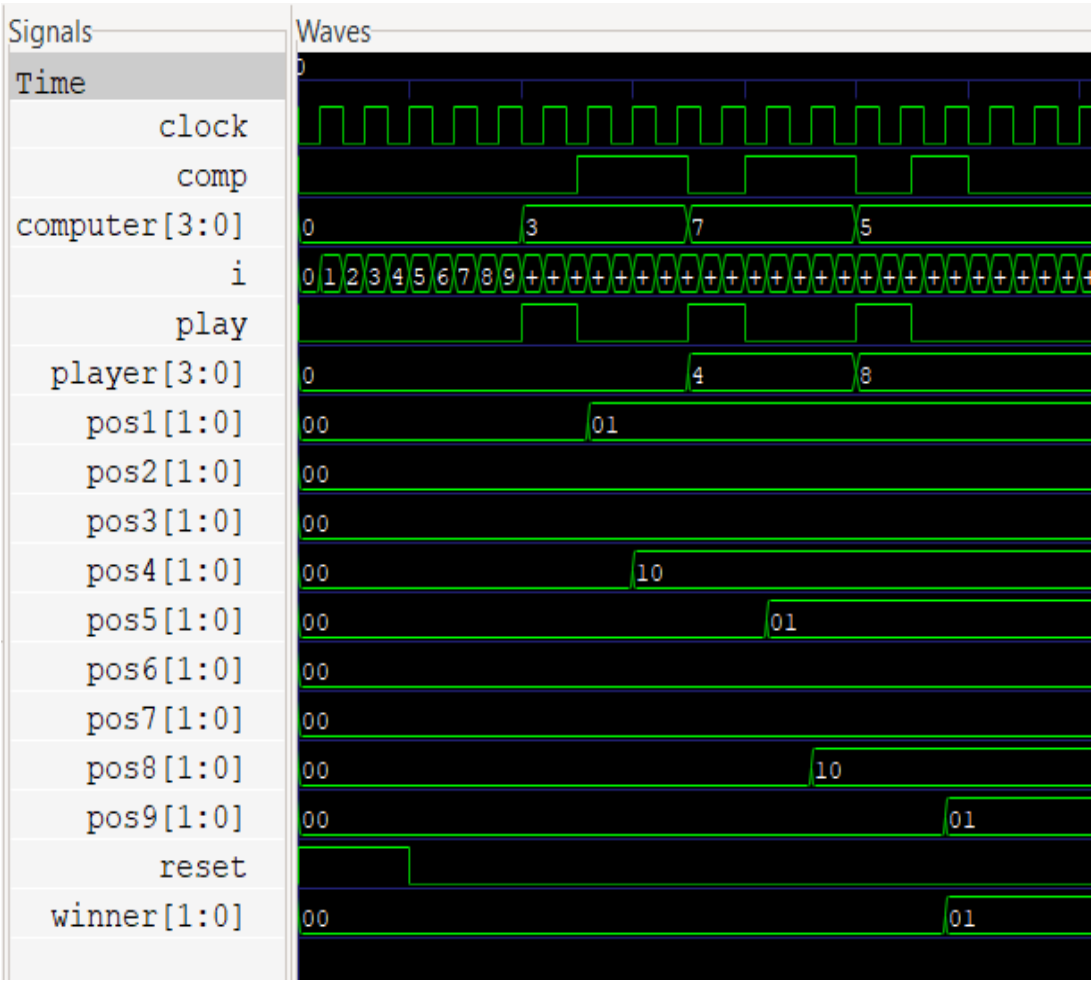 Signals Waves
Time 0
clock
comp
computer[3:0] 0 3 7 5
i 0 1 2 3 4 5 6 7 8 9 + + + + + + + + + + + + + + + + + + + + + + + + + +
play
player[3:0] 0 4 8
pos1[1:0] 00 01
pos2[1:0] 00
pos3[1:0] 00
pos4[1:0] 00 10
pos5[1:0] 00 01
pos6[1:0] 00
pos7[1:0] 00
pos8[1:0] 00 10
pos9[1:0] 00 01
reset
winner[1:0] 00 01